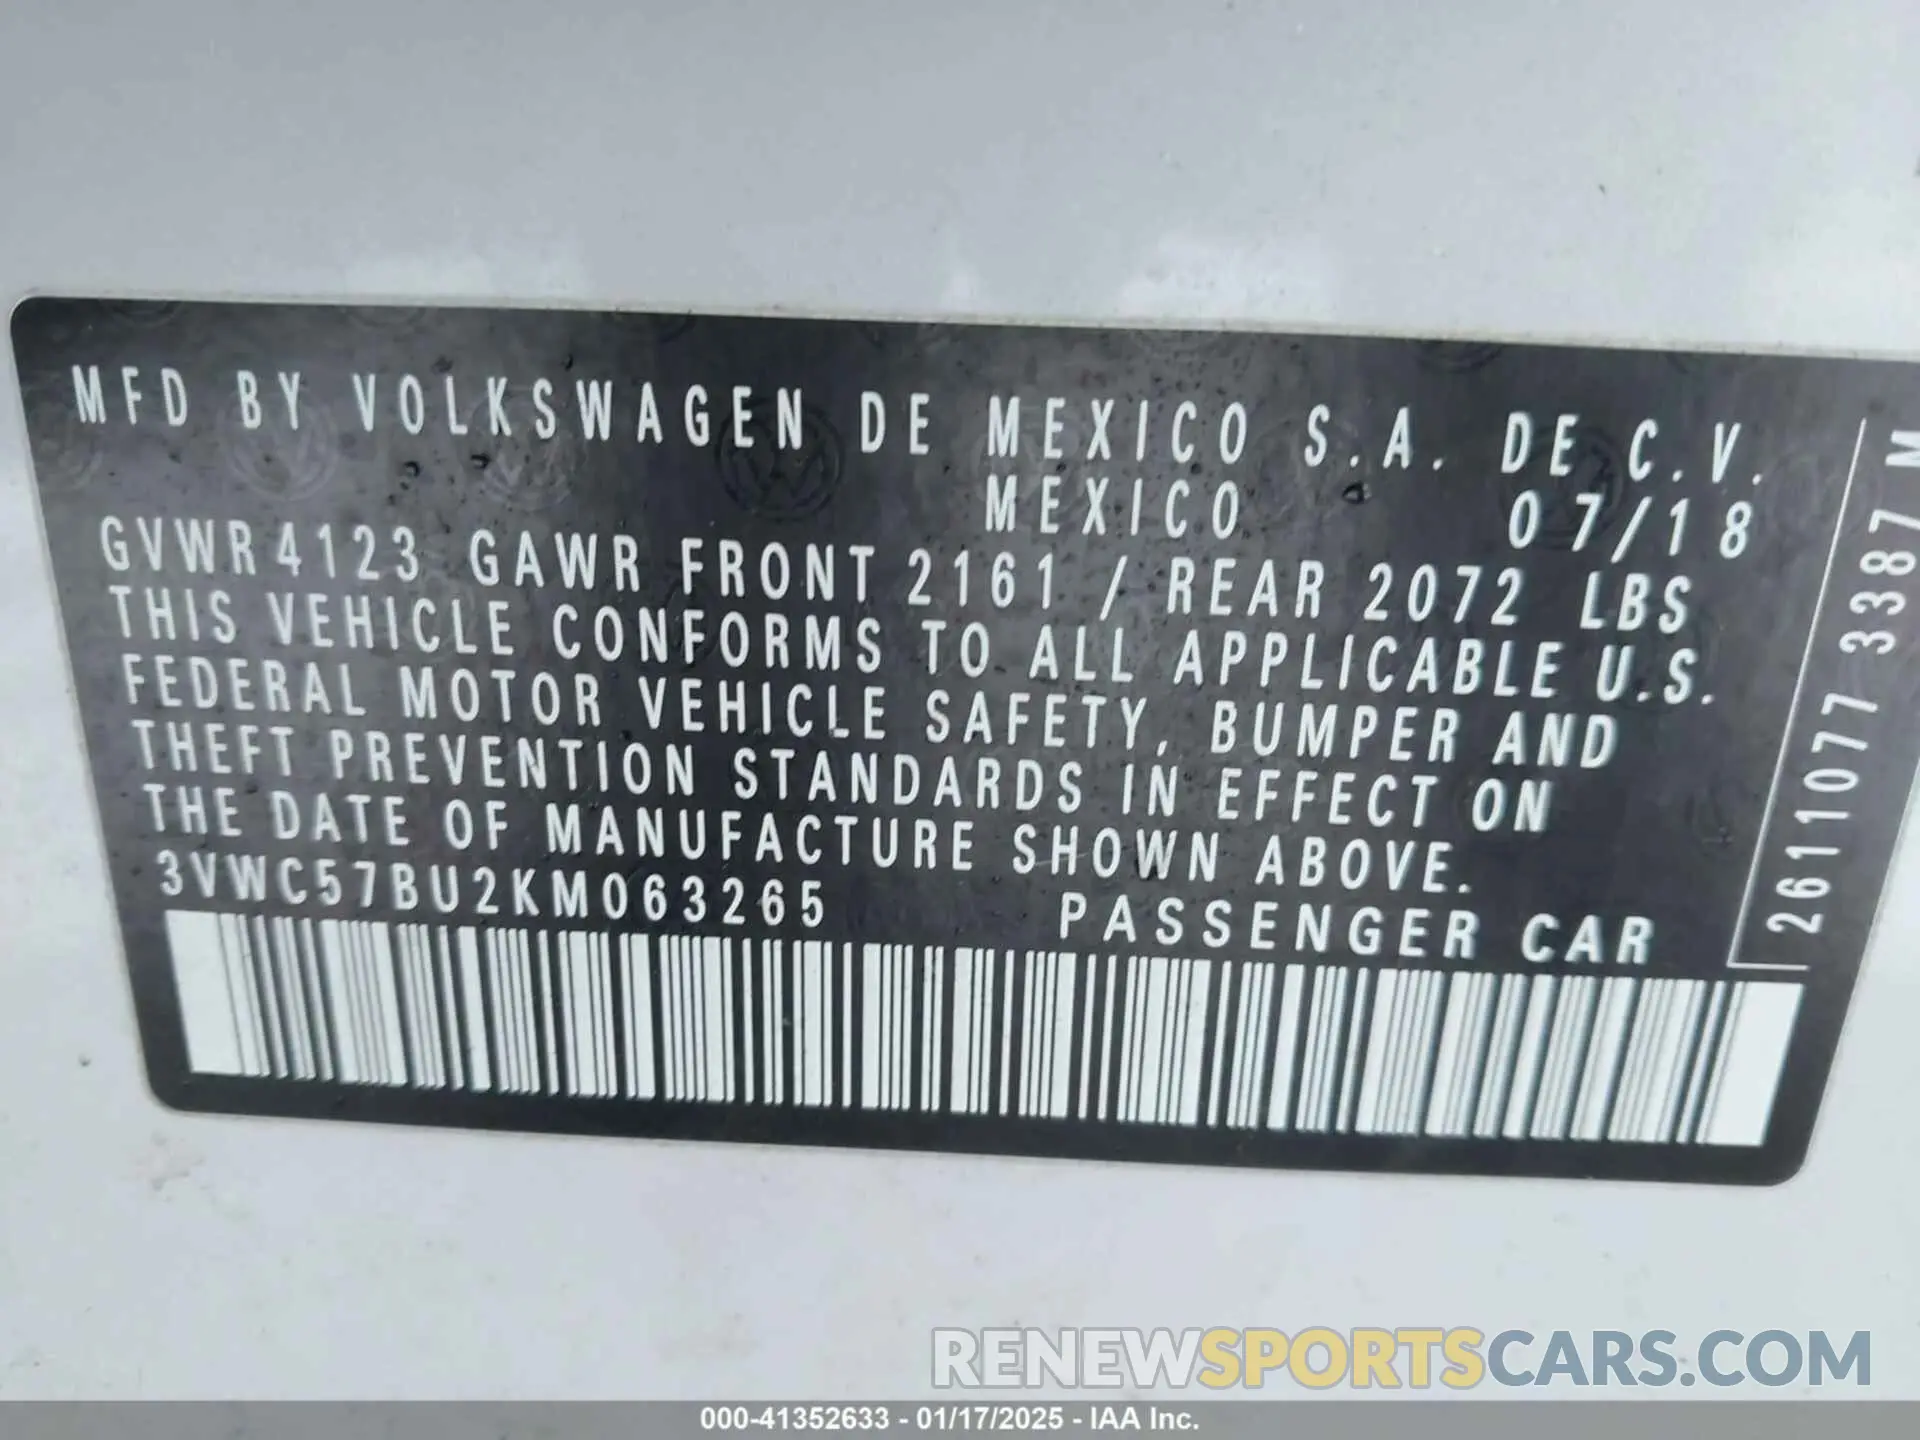 MFD BY VOLKSWAGEN DE MEXICO S.A. DE C.V.
MEXICO 07/18
GVWR 4123 GAWR FRONT 2161 / REAR 2072 LBS
THIS VEHICLE CONFORMS TO ALL APPLICABLE U.S.
FEDERAL MOTOR VEHICLE SAFETY, BUMPER AND
THEFT PREVENTION STANDARDS IN EFFECT ON
THE DATE OF MANUFACTURE SHOWN ABOVE.
3VWC57BU2KM063265 PASSENGER CAR
2611077 3387 M
RENEWSPORTSCARS.COM
000-41352633 - 01/17/2025 - IAA Inc.